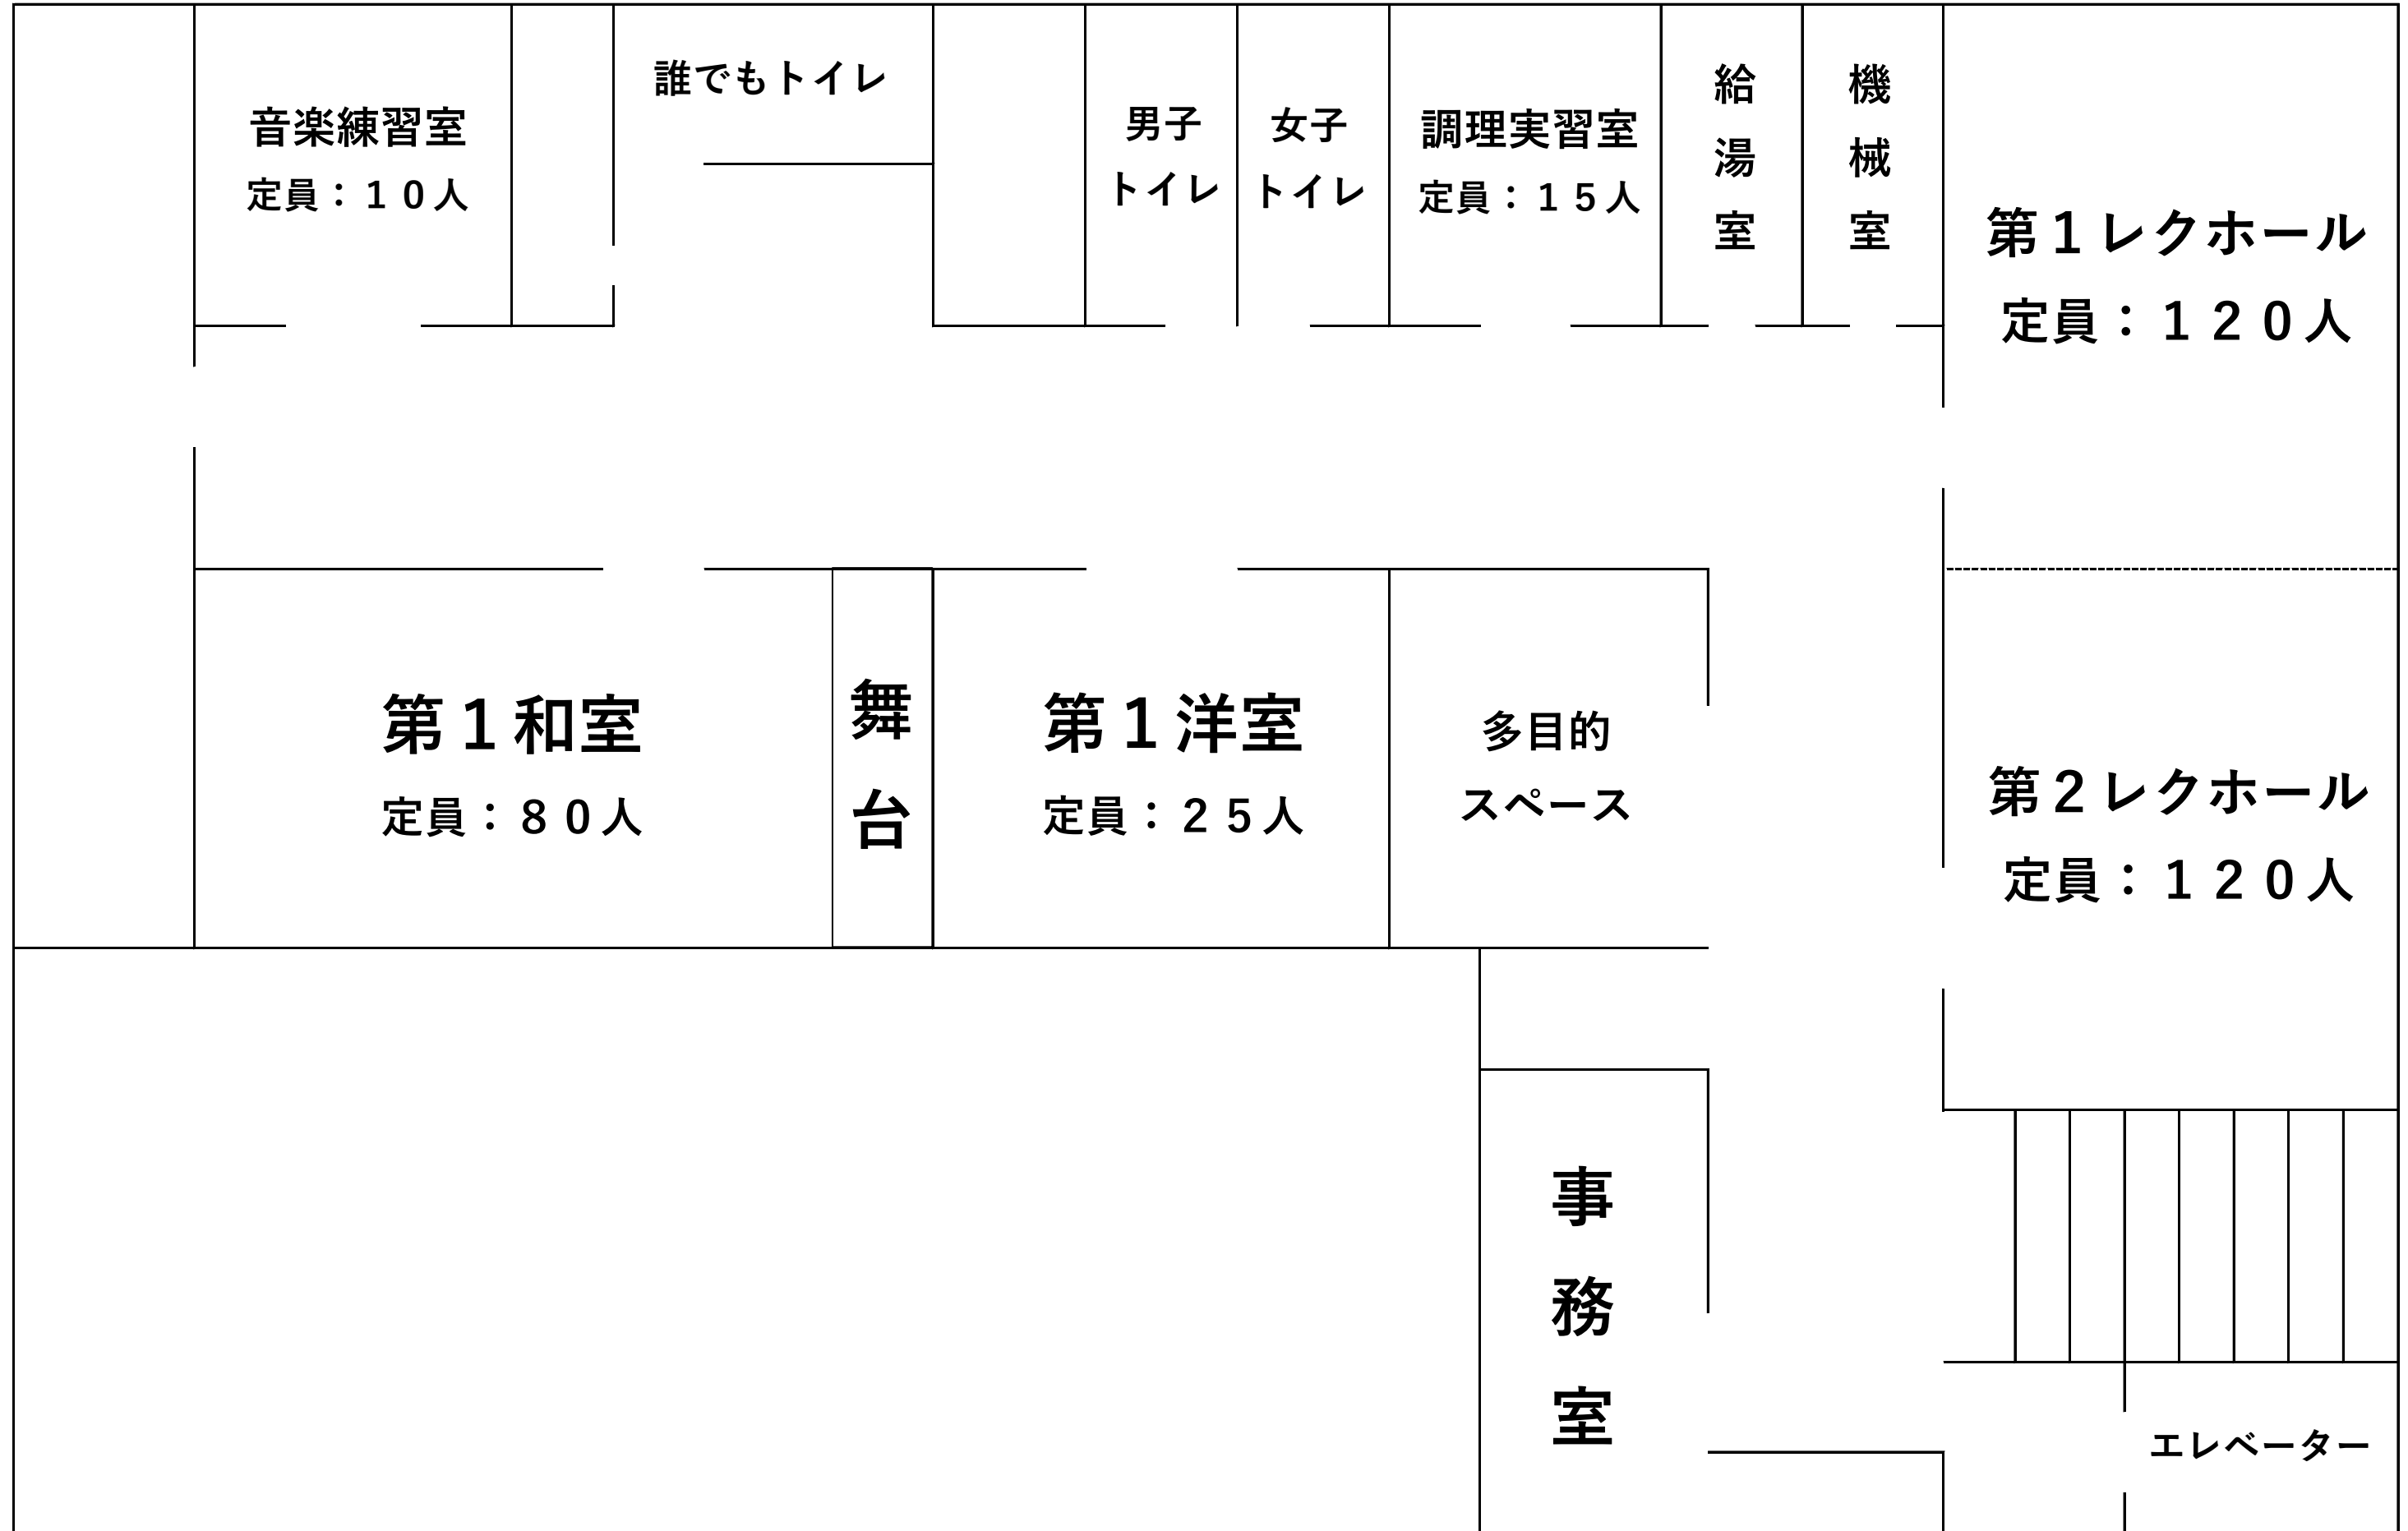 音楽練習室
定員：１０人
誰でもトイレ
男子
トイレ
女子
トイレ
調理実習室
定員：１５人
給湯室
機械室
第１レクホール
定員：１２０人
第１和室
定員：８０人
舞台
第１洋室
定員：２５人
多目的
スペース
第２レクホール
定員：１２０人
事務室
エレベーター